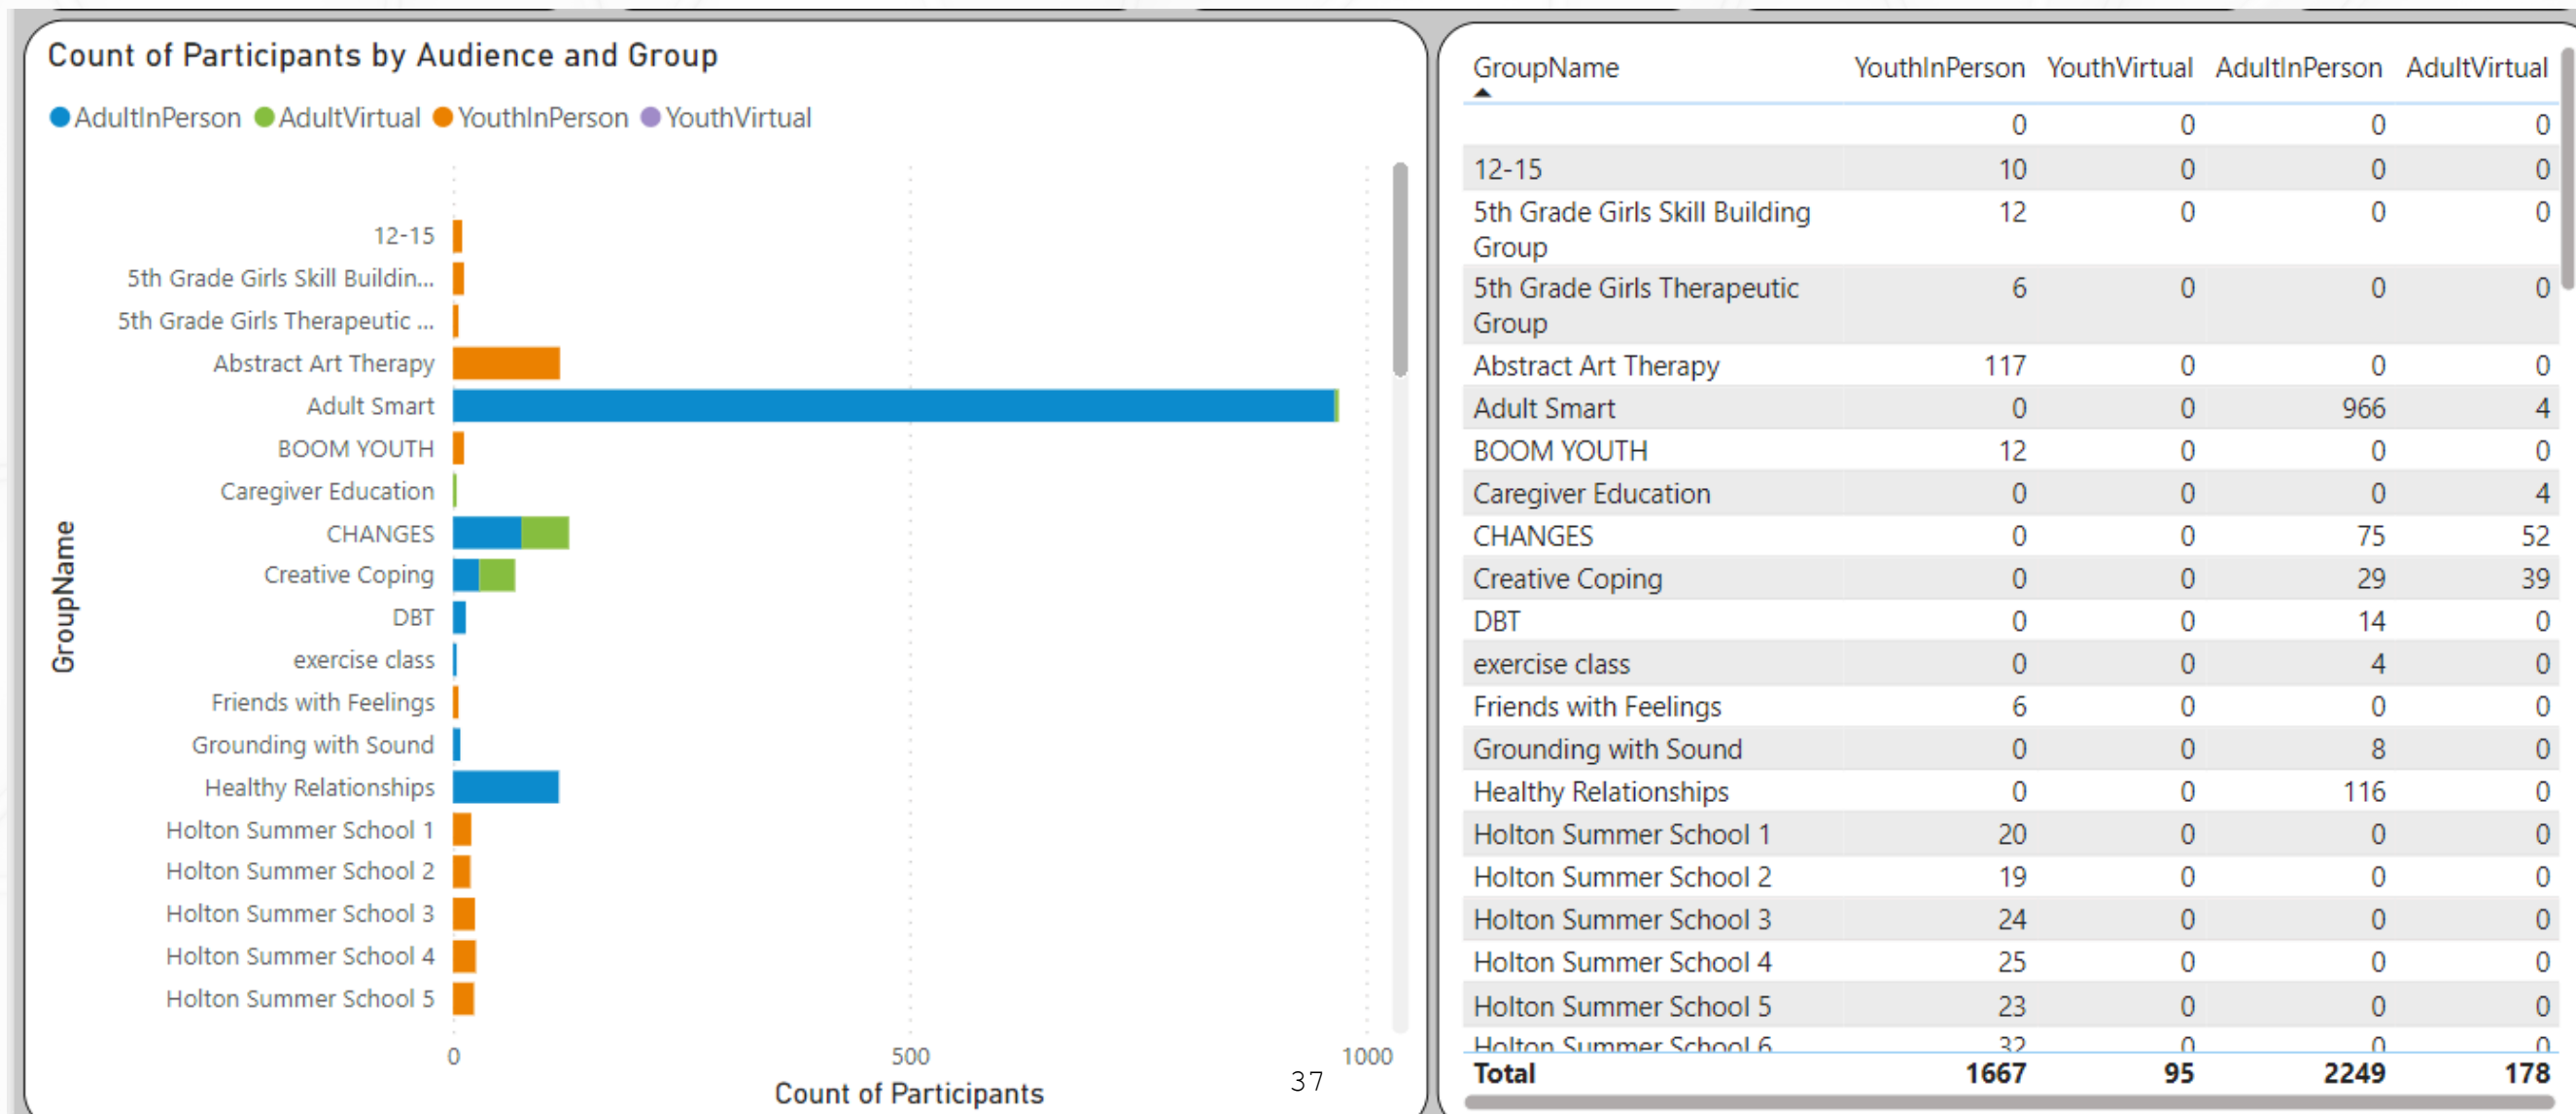 Count of Participants by Audience and Group
AdultInPerson AdultVirtual YouthInPerson YouthVirtual
GroupName
12-15
5th Grade Girls Skill Buildin...
5th Grade Girls Therapeutic ...
Abstract Art Therapy
Adult Smart
BOOM YOUTH
Caregiver Education
CHANGES
Creative Coping
DBT
exercise class
Friends with Feelings
Grounding with Sound
Healthy Relationships
Holton Summer School 1
Holton Summer School 2
Holton Summer School 3
Holton Summer School 4
Holton Summer School 5
0 500 1000
Count of Participants
37
GroupName YouthInPerson YouthVirtual AdultInPerson AdultVirtual
0 0 0 0
12-15 10 0 0 0
5th Grade Girls Skill Building 12 0 0 0
Group
5th Grade Girls Therapeutic 6 0 0 0
Group
Abstract Art Therapy 117 0 0 0
Adult Smart 0 0 966 4
BOOM YOUTH 12 0 0 0
Caregiver Education 0 0 0 4
CHANGES 0 0 75 52
Creative Coping 0 0 29 39
DBT 0 0 14 0
exercise class 0 0 4 0
Friends with Feelings 6 0 0 0
Grounding with Sound 0 0 8 0
Healthy Relationships 0 0 116 0
Holton Summer School 1 20 0 0 0
Holton Summer School 2 19 0 0 0
Holton Summer School 3 24 0 0 0
Holton Summer School 4 25 0 0 0
Holton Summer School 5 23 0 0 0
Holton Summer School 6 32 0 0 0
Total 1667 95 2249 178